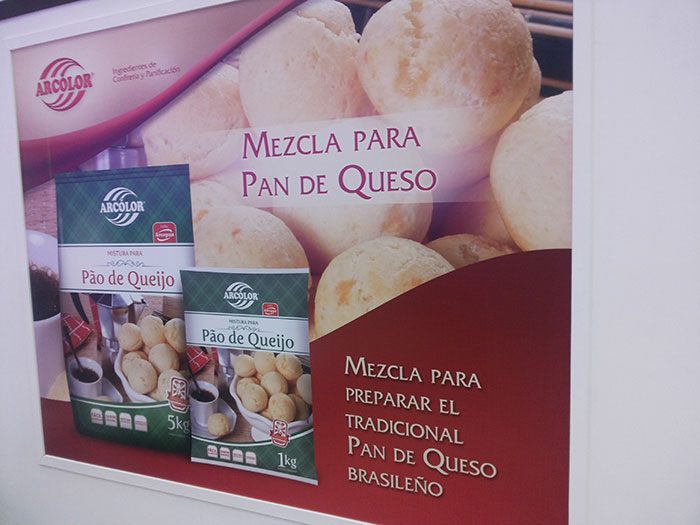 ARCOLOR
Ingredientes de
Confitería y Panificación
MEZCLA PARA
PAN DE QUESO
ARCOLOR
MISTURA PARA
Pão de Queijo
5kg
ARCOLOR
MISTURA PARA
Pão de Queijo
1kg
MEZCLA PARA
PREPARAR EL
TRADICIONAL
PAN DE QUESO
BRASILEÑO